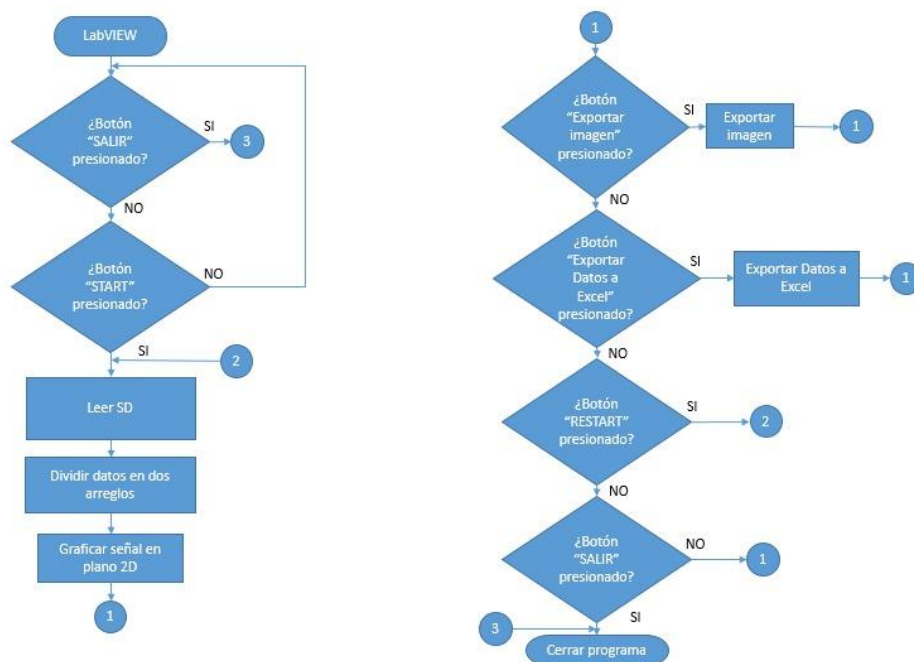 LabVIEW
¿Botón
“SALIR”
presionado?
SI
3
NO
¿Botón
“START”
presionado?
NO
SI
2
Leer SD
Dividir datos en dos
arreglos
Graficar señal en
plano 2D
1
1
¿Botón
“Exportar
imagen”
presionado?
SI
Exportar
imagen
1
NO
¿Botón
“Exportar
Datos a
Excel”
presionado?
SI
Exportar Datos a
Excel
1
NO
¿Botón
“RESTART”
presionado?
SI
2
NO
¿Botón
“SALIR”
presionado?
NO
1
SI
3
Cerrar programa